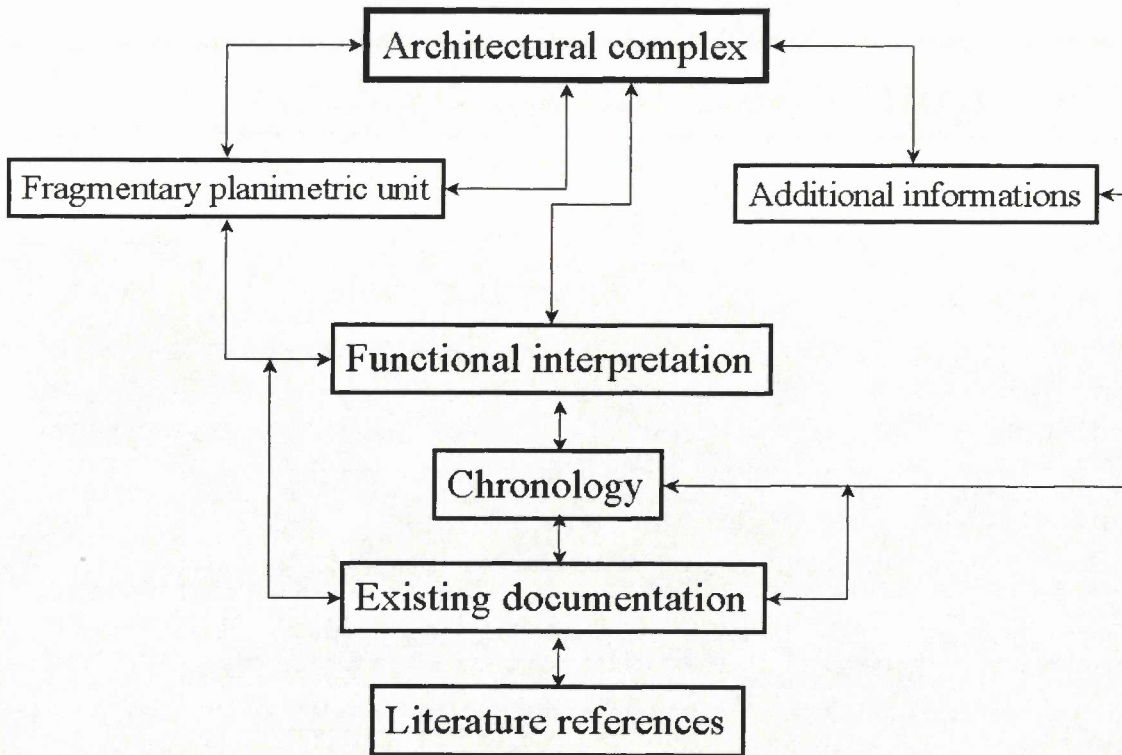 Architectural complex
Fragmentary planimetric unit
Additional informations
Functional interpretation
Chronology
Existing documentation
Literature references